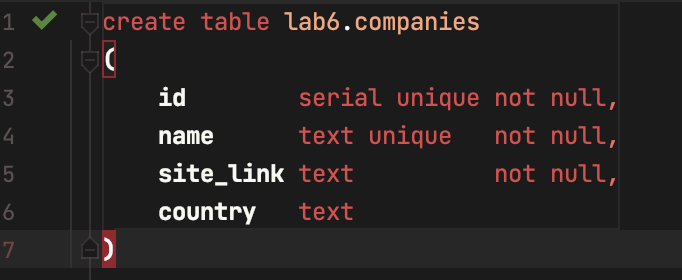 1 create table lab6.companies
2 (
3 id serial unique not null,
4 name text unique not null,
5 site_link text not null,
6 country text
7 )